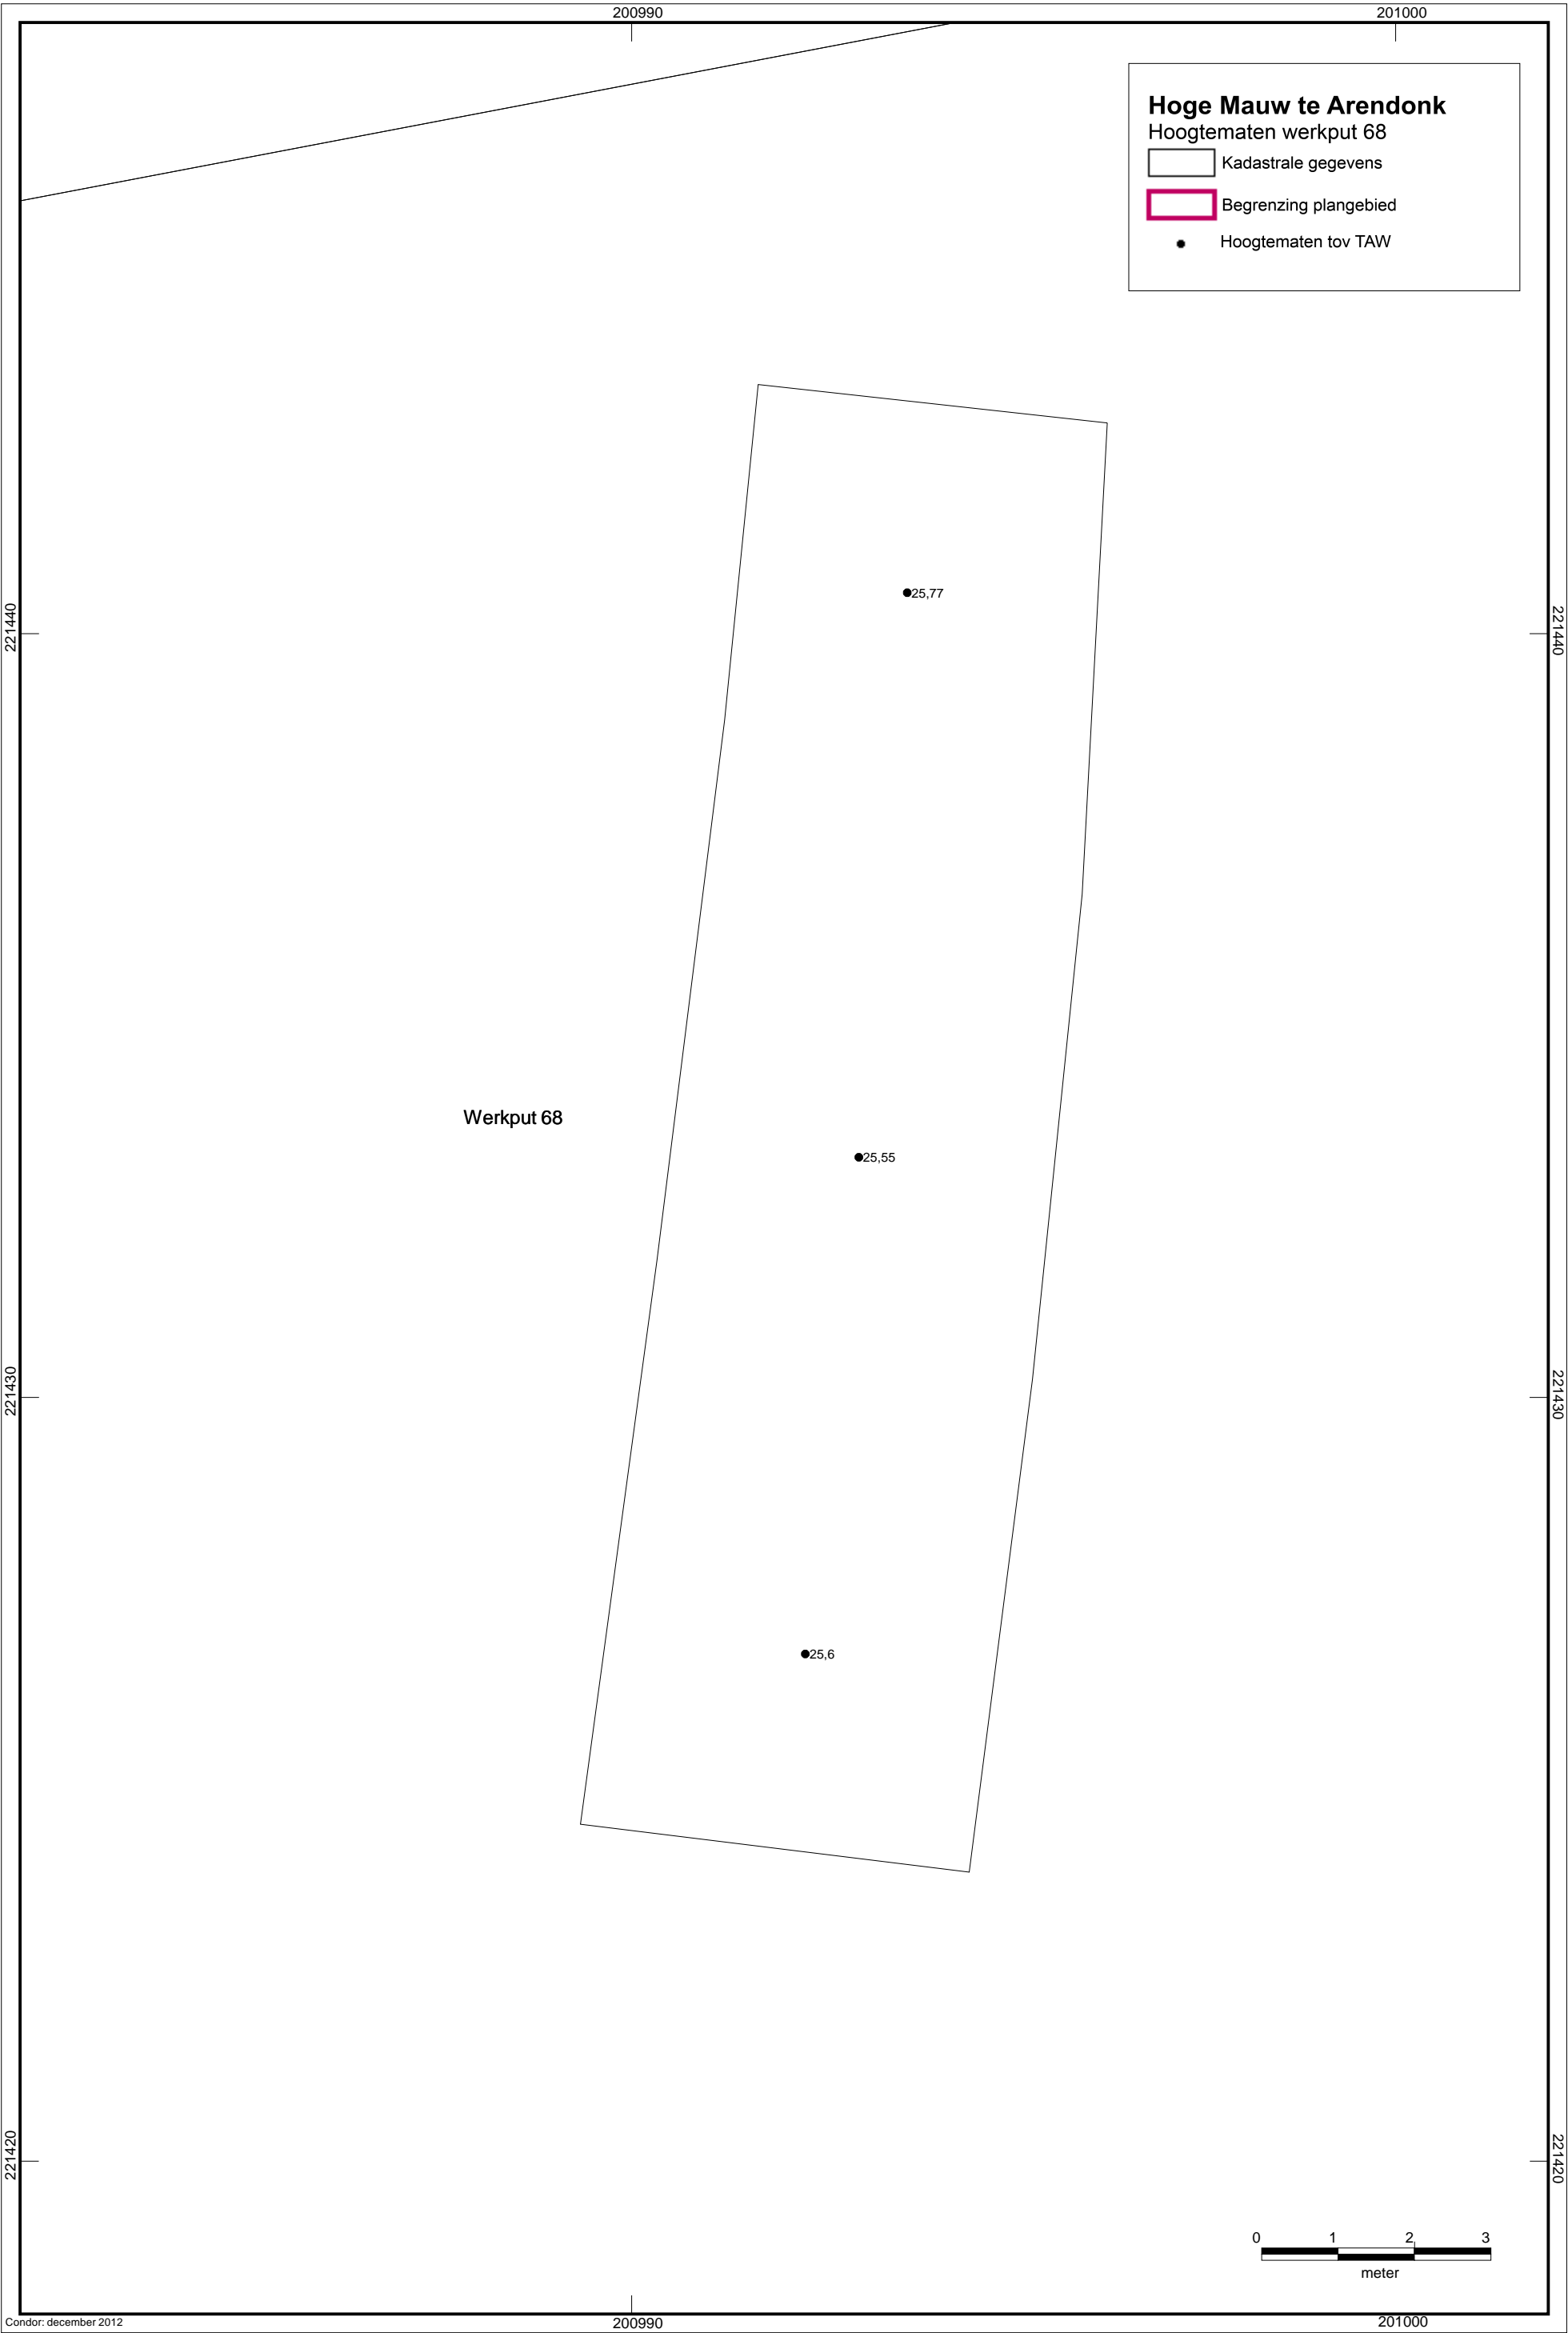 200990
201000
Hoge Mauw te Arendonk
Hoogtematen werkput 68
Kadastrale gegevens
Begrenzing plangebied
Hoogtematen tov TAW
25,77
221440
221440
Werkput 68
25,55
221430
221430
25,6
221420
221420
0 1 2 3
meter
Condor: december 2012
200990
201000